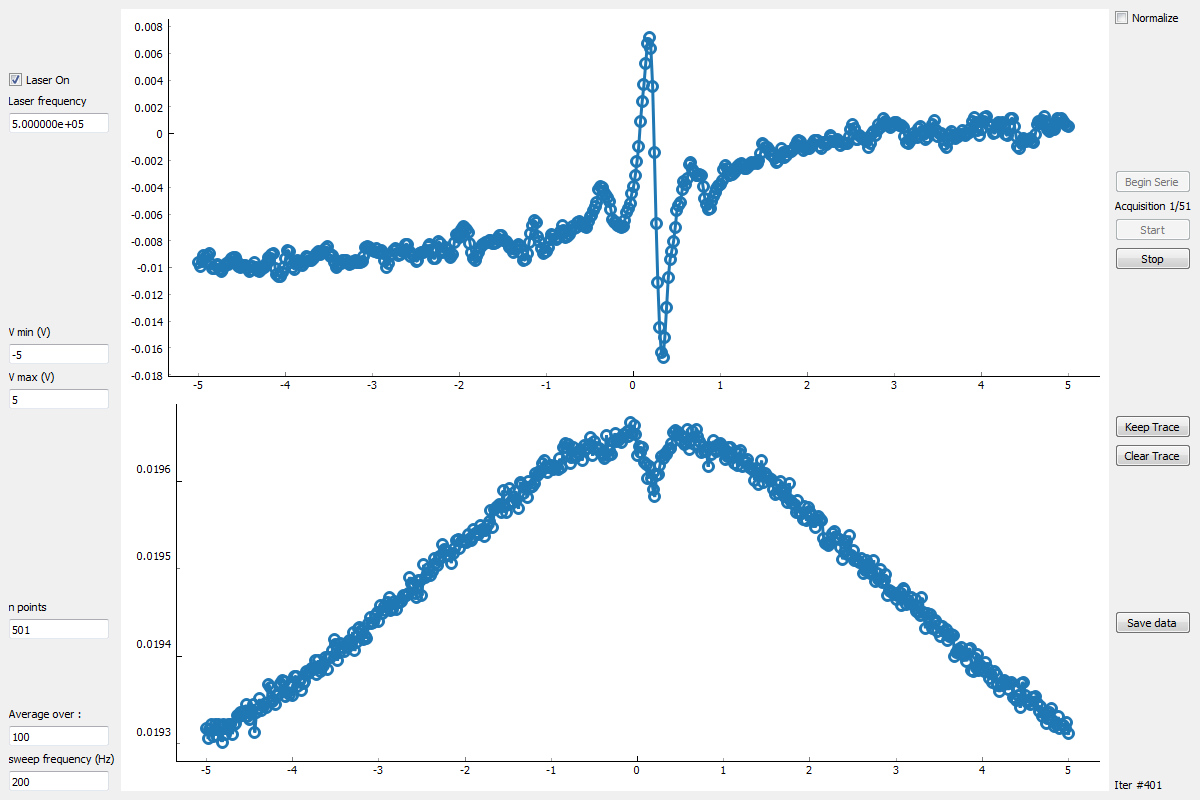 Laser On
Laser frequency
5.000000e+05
V min (V)
-5
V max (V)
5
n points
501
Average over :
100
sweep frequency (Hz)
200
0.008
0.006
0.004
0.002
0
-0.002
-0.004
-0.006
-0.008
-0.01
-0.012
-0.014
-0.016
-0.018
-5 -4 -3 -2 -1 0 1 2 3 4 5
0.0196
0.0195
0.0194
0.0193
-5 -4 -3 -2 -1 0 1 2 3 4 5
Normalize
Begin Serie
Acquisition 1/51
Start
Stop
Keep Trace
Clear Trace
Save data
Iter #401